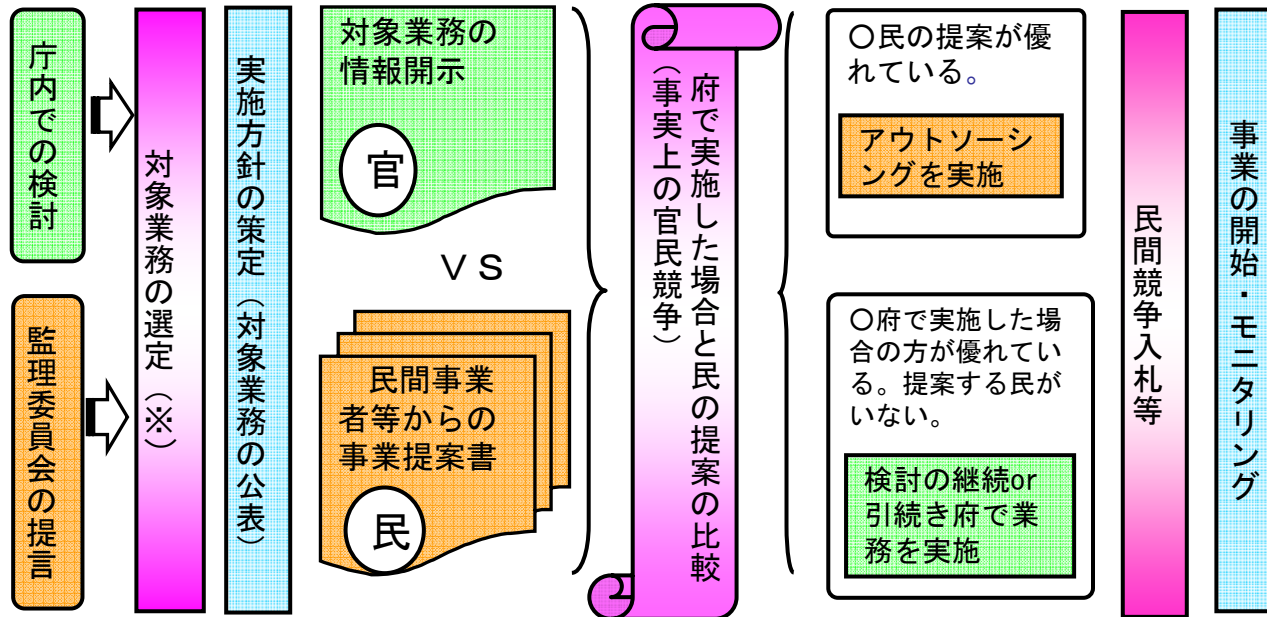 庁内での検討
監理委員会の提言
対象業務の選定（※）
実施方針の策定（対象業務の公表）
対象業務の
情報開示
官
ＶＳ
民間事業
者等からの
事業提案書
民
府で実施した場合と民の提案の比較
（事実上の官民競争）
〇民の提案が優
れている。
アウトソーシ
ングを実施
〇府で実施した場
合の方が優れてい
る。提案する民が
いない。
検討の継続or
引続き府で業
務を実施
民間競争入札等
事業の開始・モニタリング